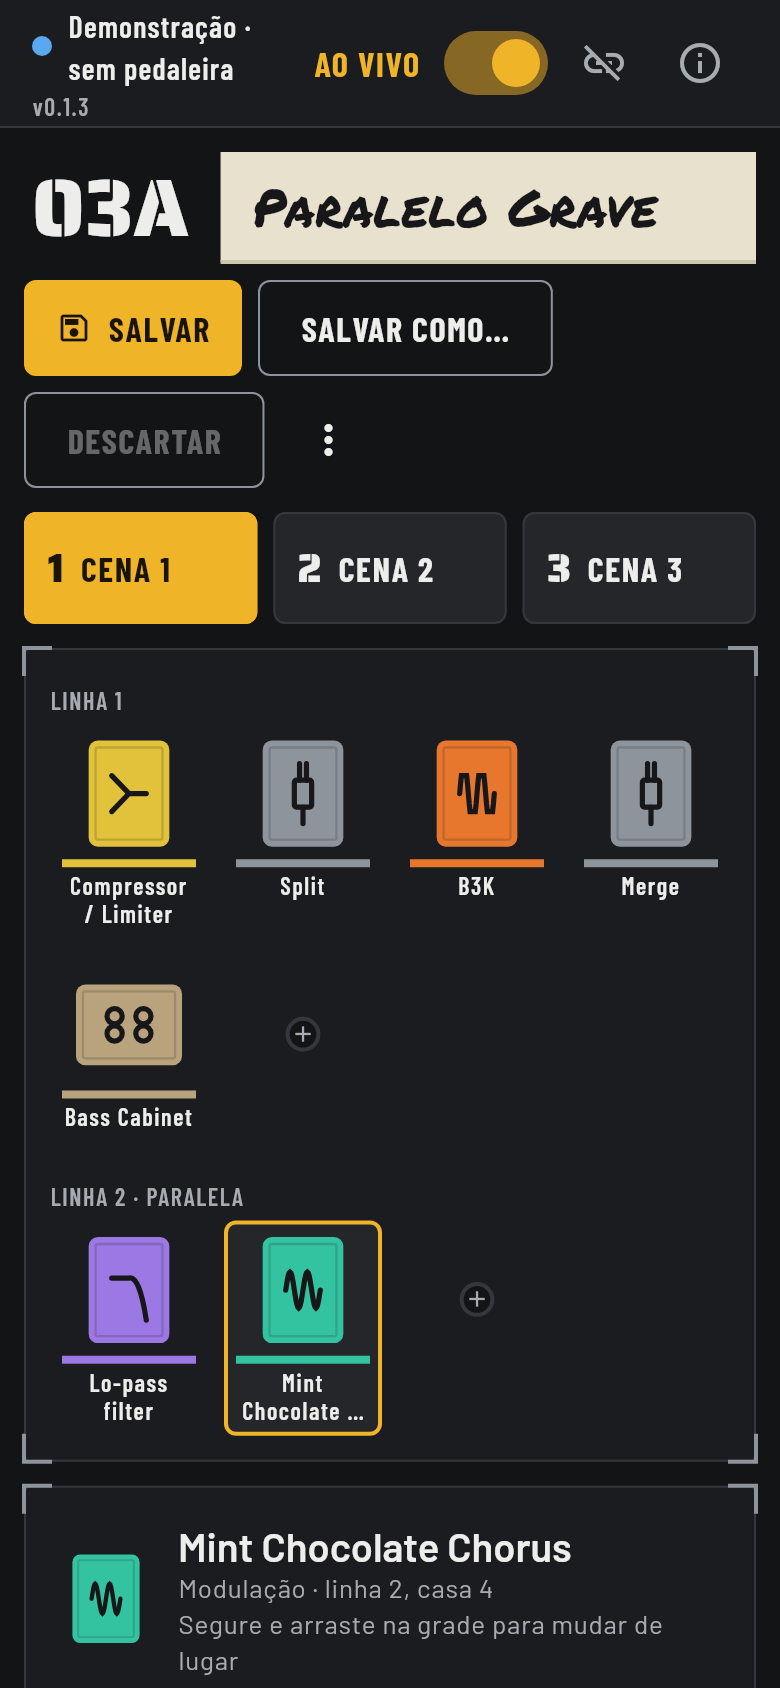 Demonstração ·
sem pedaleira
v0.1.3
AO VIVO
03A
PARALELO GRAVE
SALVAR
SALVAR COMO...
DESCARTAR
1 CENA 1
2 CENA 2
3 CENA 3
LINHA 1
Compressor
/ Limiter
Split
B3K
Merge
88
Bass Cabinet
LINHA 2 · PARALELA
Lo-pass
filter
Mint
Chocolate ...
Mint Chocolate Chorus
Modulação · linha 2, casa 4
Segure e arraste na grade para mudar de
lugar